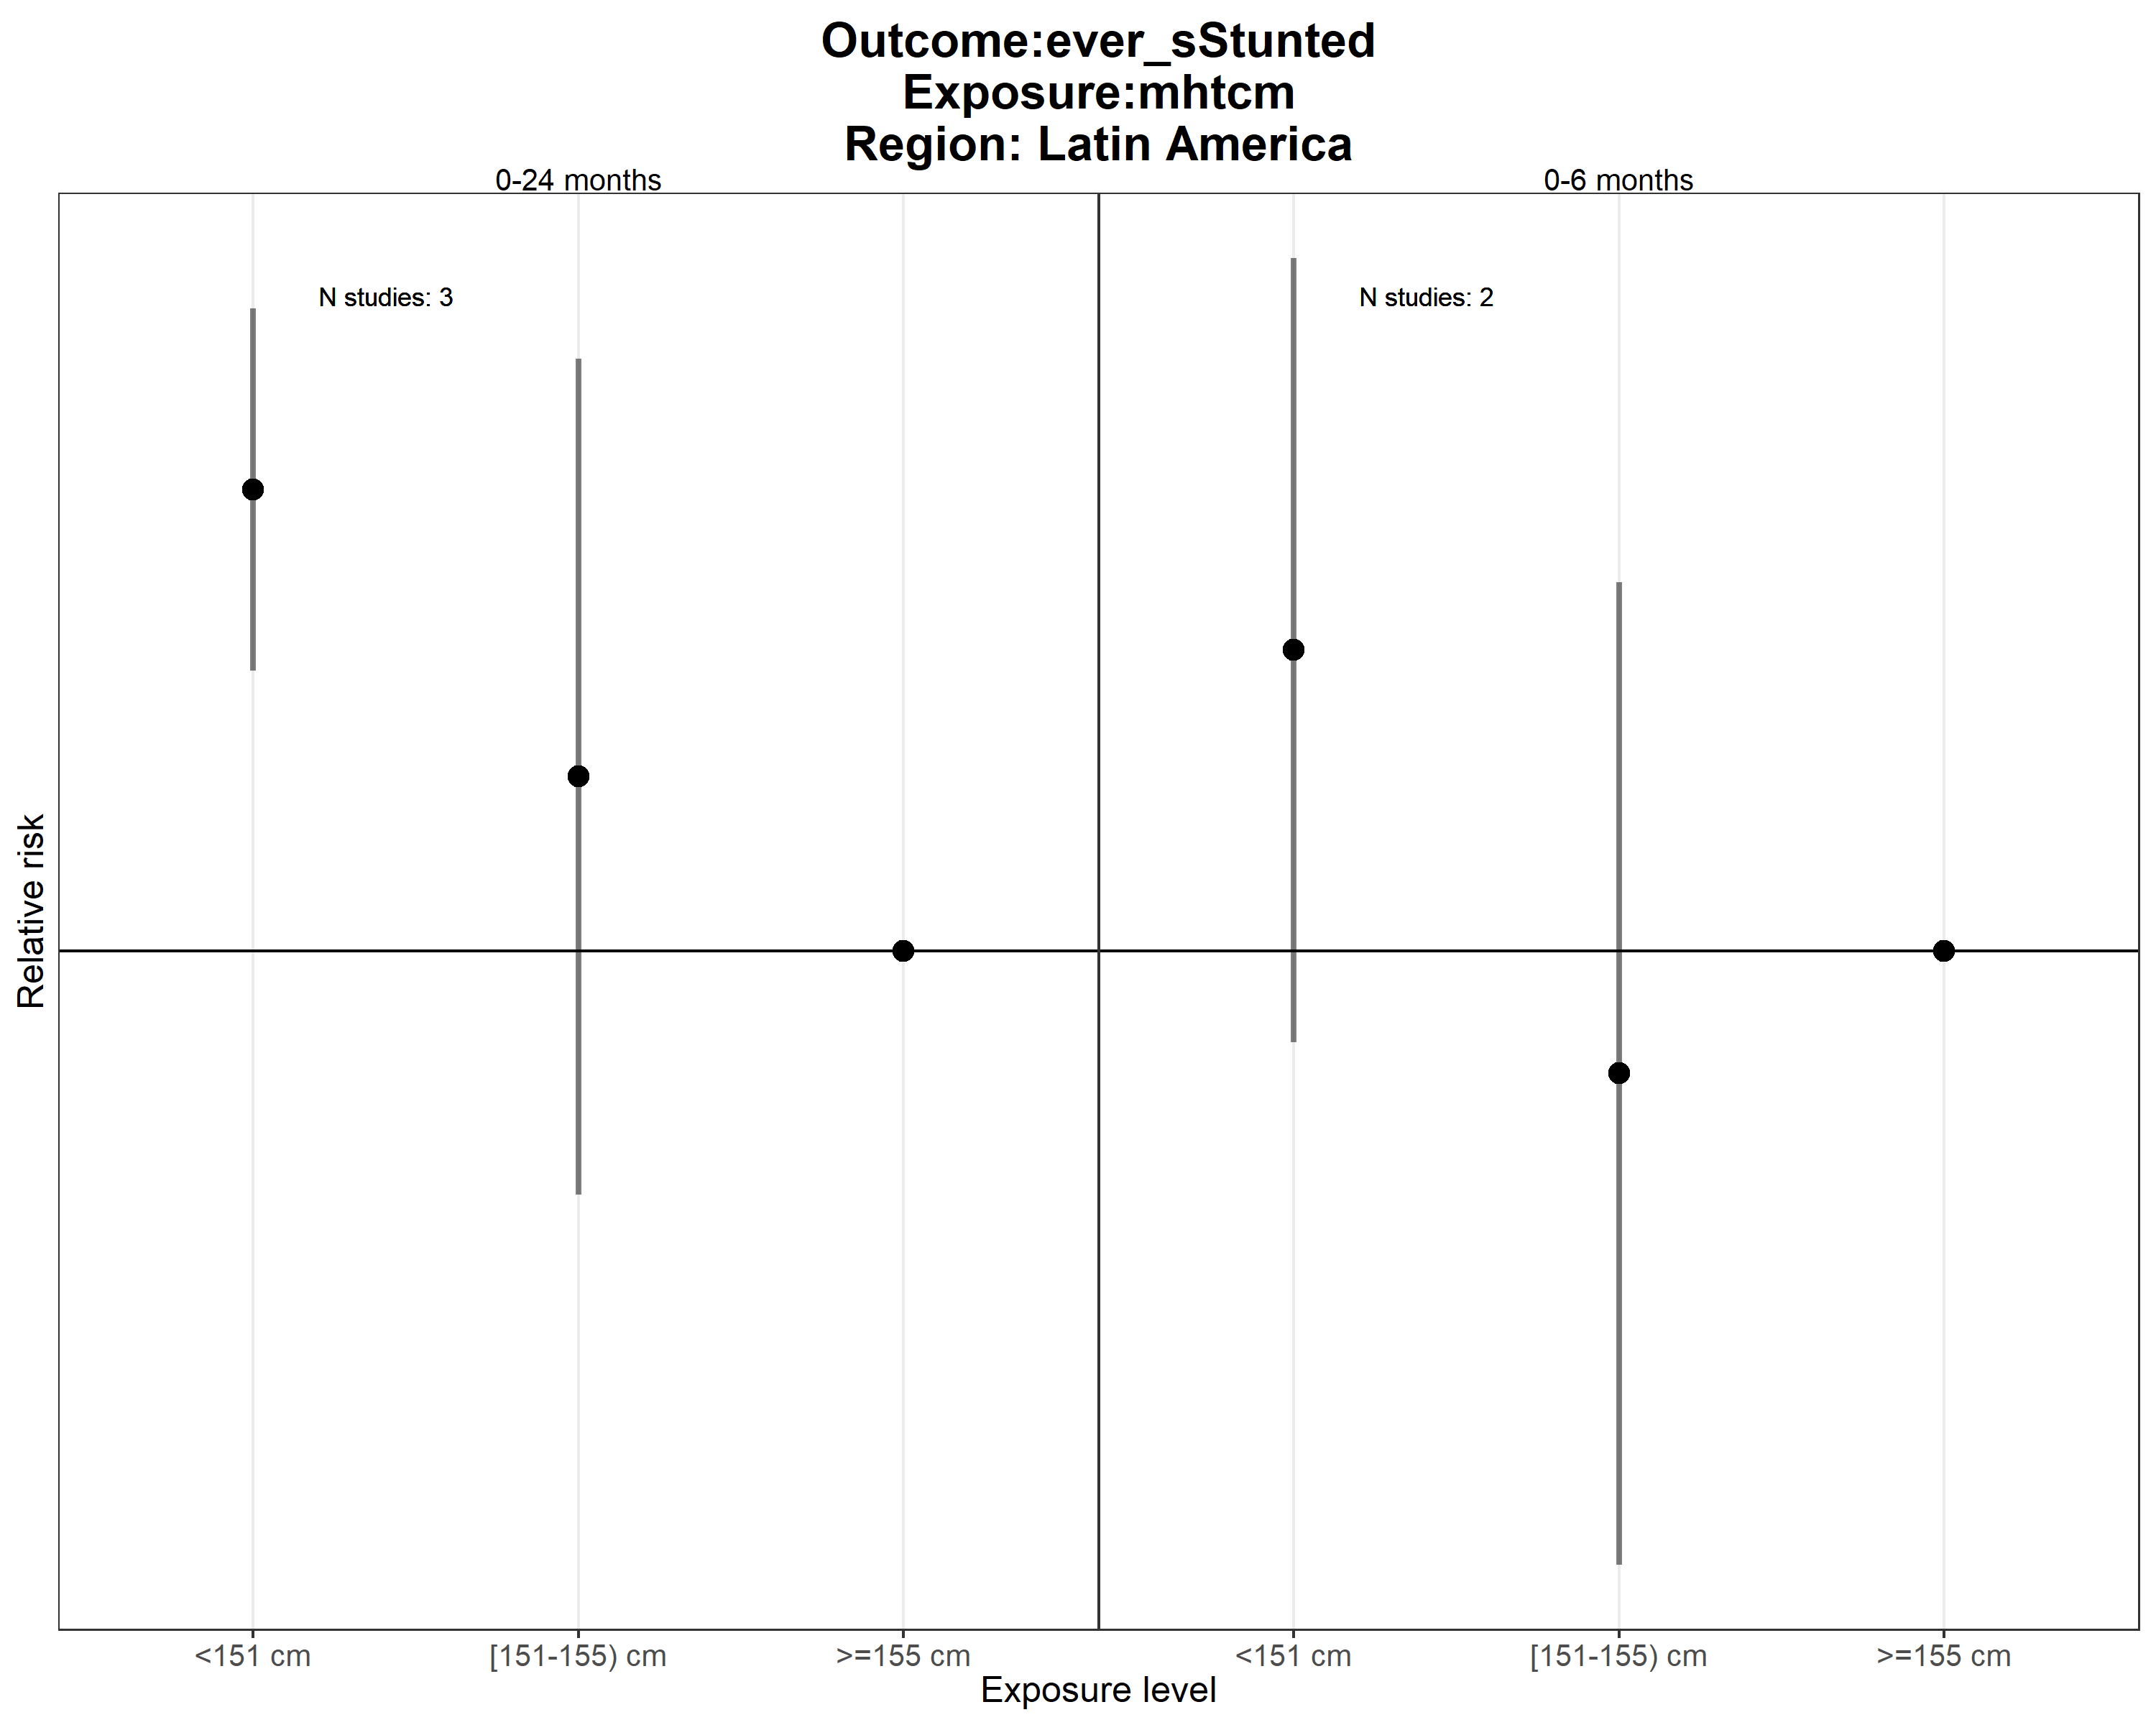 Outcome:ever_sStunted
Exposure:mhtcm
Region: Latin America
0-24 months
0-6 months
N studies: 3
N studies: 2
Relative risk
<151 cm
[151-155) cm
>=155 cm
<151 cm
[151-155) cm
>=155 cm
Exposure level